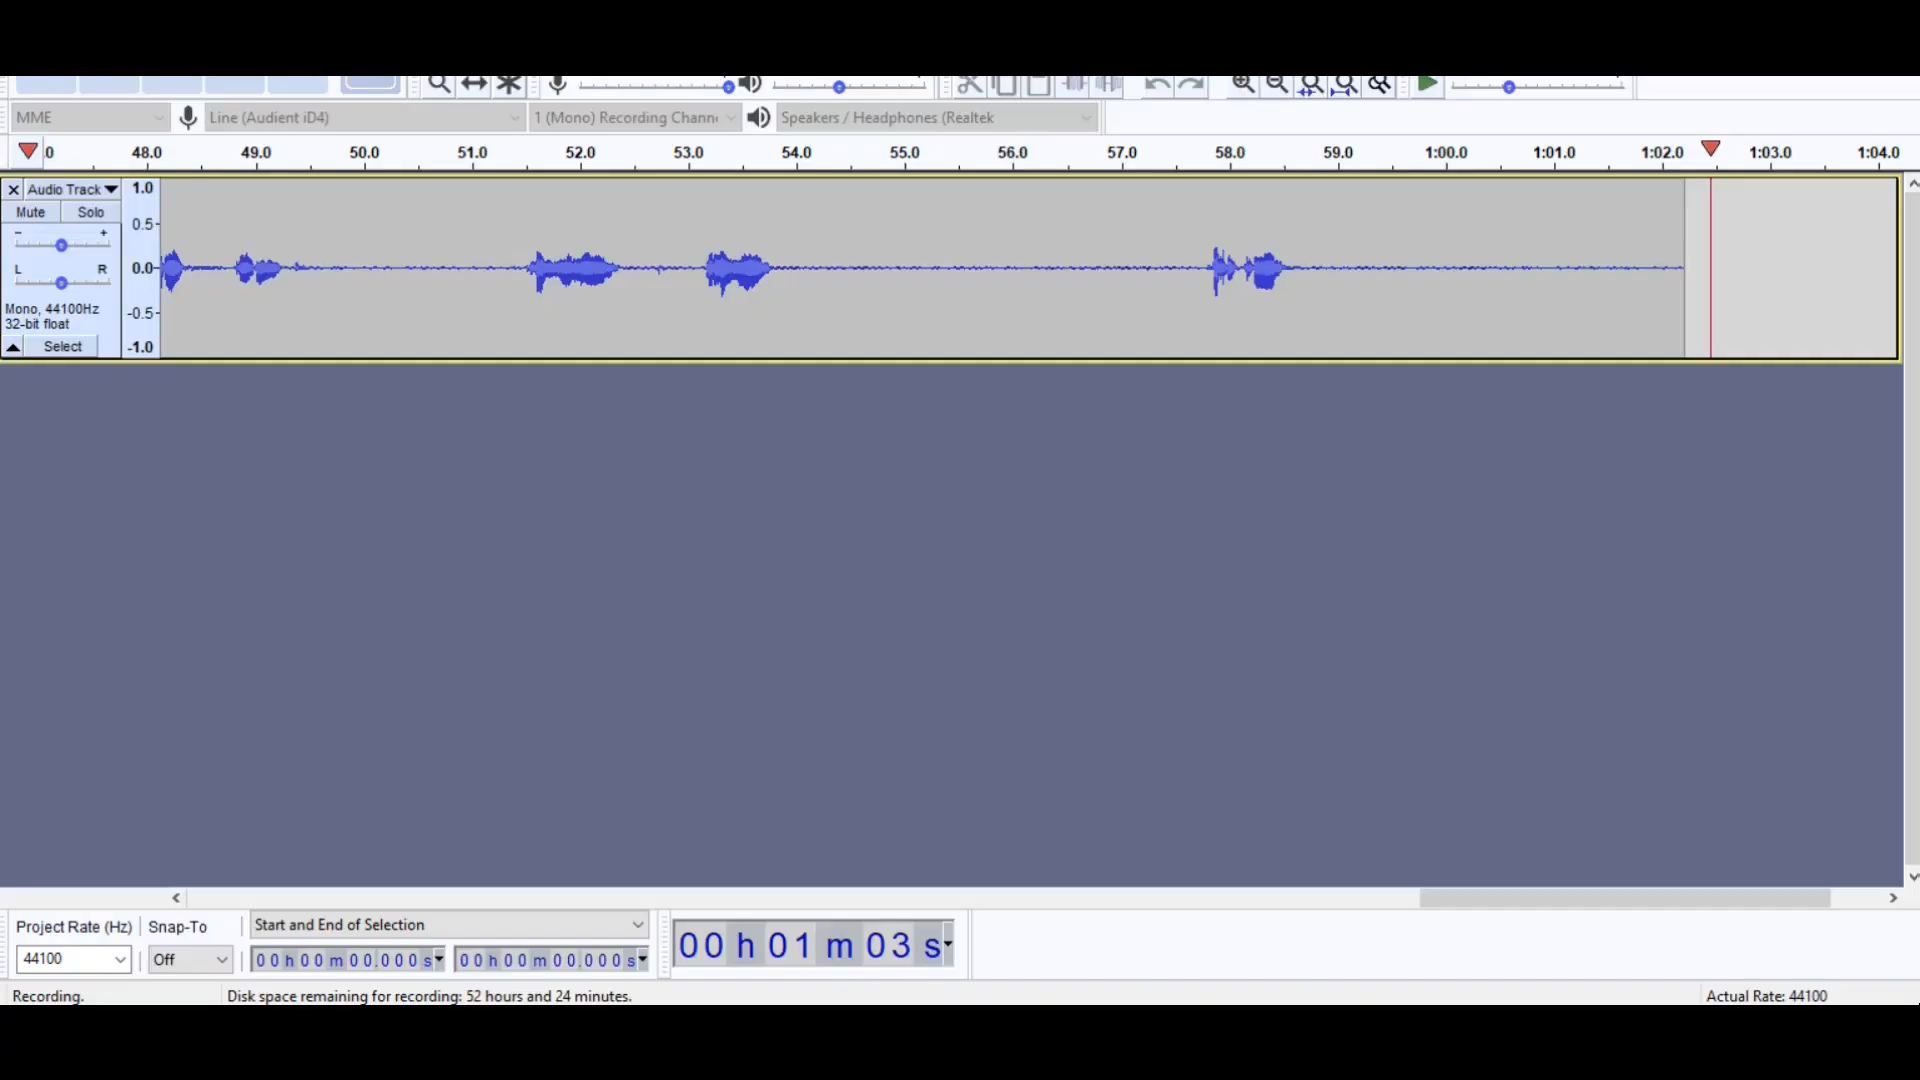 MME Line (Audient iD4) 1 (Mono) Recording Chann Speakers / Headphones (Realtek
.0 48.0 49.0 50.0 51.0 52.0 53.0 54.0 55.0 56.0 57.0 58.0 59.0 1:00.0 1:01.0 1:02.0 1:03.0 1:04.0
Audio Track 1.0
Mute Solo
0.5
- +
L R
0.0
Mono, 44100Hz
-0.5
32-bit float
Select -1.0
Project Rate (Hz) Snap-To Start and End of Selection
44100 Off 00h00m00.000s 00h00m00.000s
00h01m03s
Recording. Disk space remaining for recording: 52 hours and 24 minutes. Actual Rate: 44100